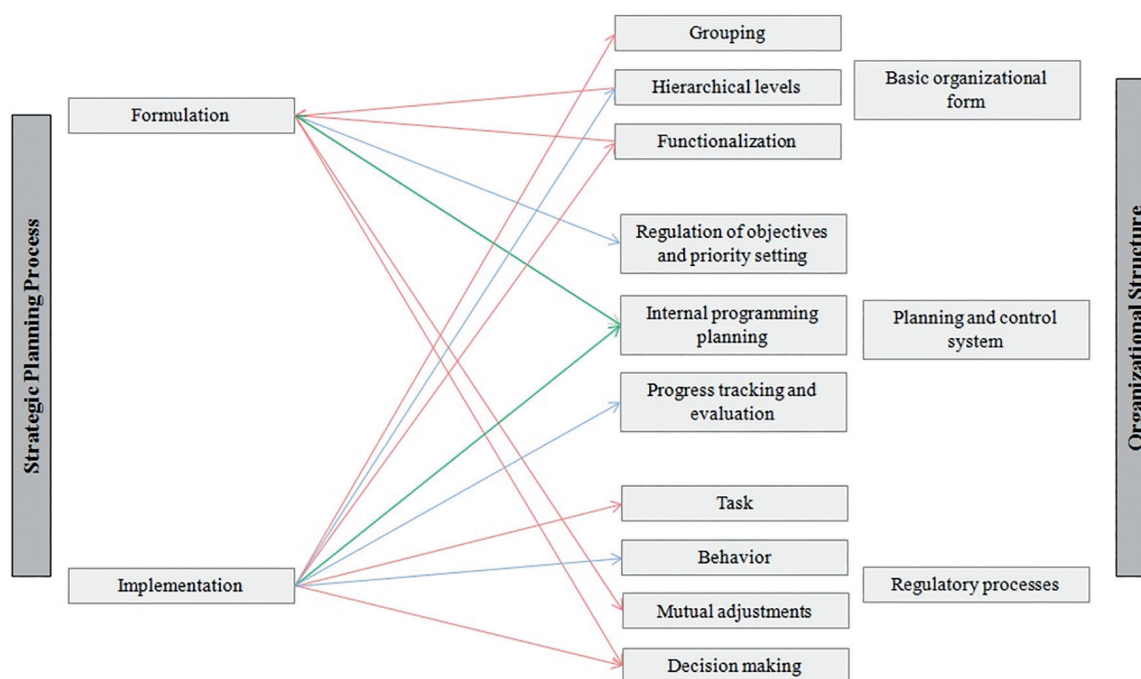 Strategic Planning Process
Formulation
Implementation
Grouping
Hierarchical levels
Functionalization
Regulation of objectives
and priority setting
Internal programming
planning
Progress tracking and
evaluation
Task
Behavior
Mutual adjustments
Decision making
Basic organizational
form
Planning and control
system
Regulatory processes
Organizational Structure